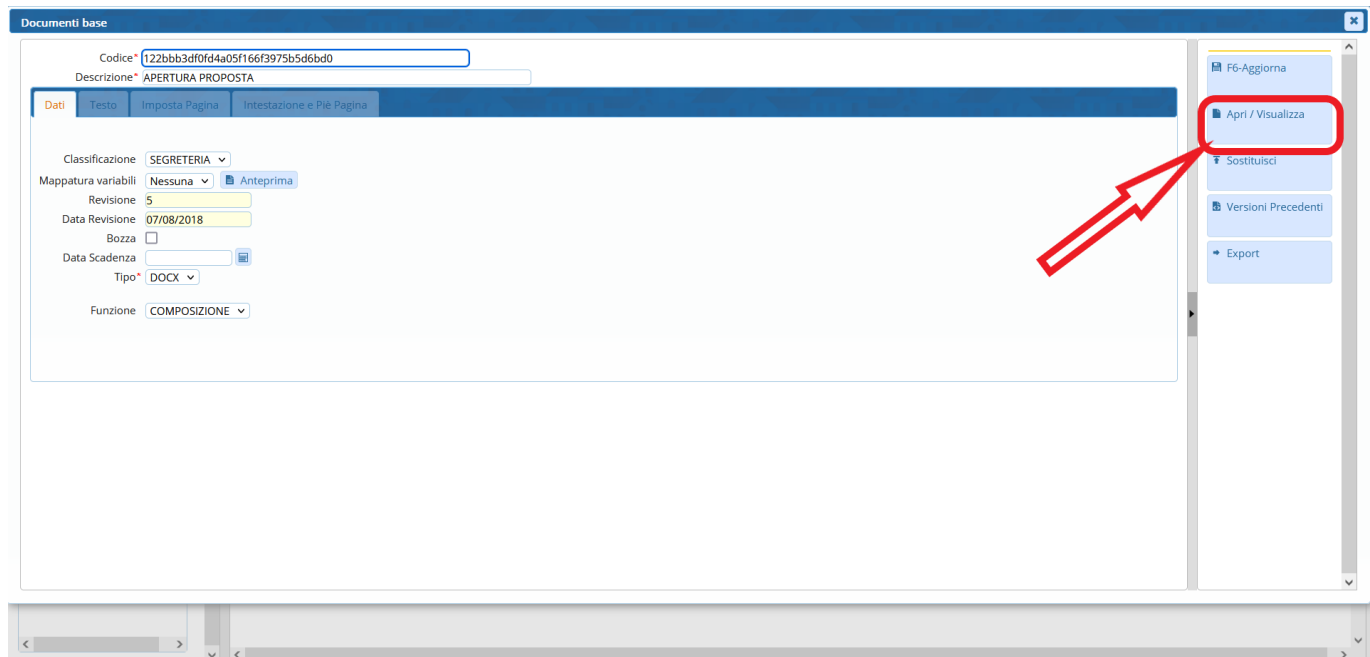 Documenti base
Codice* 122bbb3df0fd4a05f166f3975b5d6bd0
Descrizione* APERTURA PROPOSTA
Dati Testo Imposta Pagina Intestazione e Piè Pagina
Classificazione SEGRETERIA
Mappatura variabili Nessuna Anteprima
Revisione 5
Data Revisione 07/08/2018
Bozza
Data Scadenza
Tipo* DOCX
Funzione COMPOSIZIONE
F6-Aggiorna
Apri / Visualizza
Sostituisci
Versioni Precedenti
Export